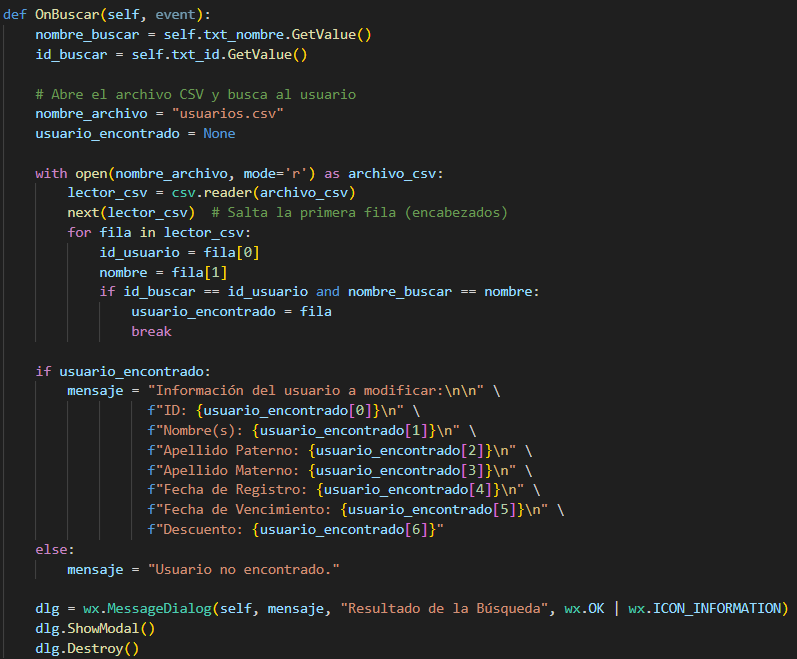 def OnBuscar(self, event):
    nombre_buscar = self.txt_nombre.GetValue()
    id_buscar = self.txt_id.GetValue()

    # Abre el archivo CSV y busca al usuario
    nombre_archivo = "usuarios.csv"
    usuario_encontrado = None

    with open(nombre_archivo, mode='r') as archivo_csv:
        lector_csv = csv.reader(archivo_csv)
        next(lector_csv)  # Salta la primera fila (encabezados)
        for fila in lector_csv:
            id_usuario = fila[0]
            nombre = fila[1]
            if id_buscar == id_usuario and nombre_buscar == nombre:
                usuario_encontrado = fila
                break

    if usuario_encontrado:
        mensaje = "Información del usuario a modificar:\n\n" \
                  f"ID: {usuario_encontrado[0]}\n" \
                  f"Nombre(s): {usuario_encontrado[1]}\n" \
                  f"Apellido Paterno: {usuario_encontrado[2]}\n" \
                  f"Apellido Materno: {usuario_encontrado[3]}\n" \
                  f"Fecha de Registro: {usuario_encontrado[4]}\n" \
                  f"Fecha de Vencimiento: {usuario_encontrado[5]}\n" \
                  f"Descuento: {usuario_encontrado[6]}"
    else:
        mensaje = "Usuario no encontrado."

    dlg = wx.MessageDialog(self, mensaje, "Resultado de la Búsqueda", wx.OK | wx.ICON_INFORMATION)
    dlg.ShowModal()
    dlg.Destroy()